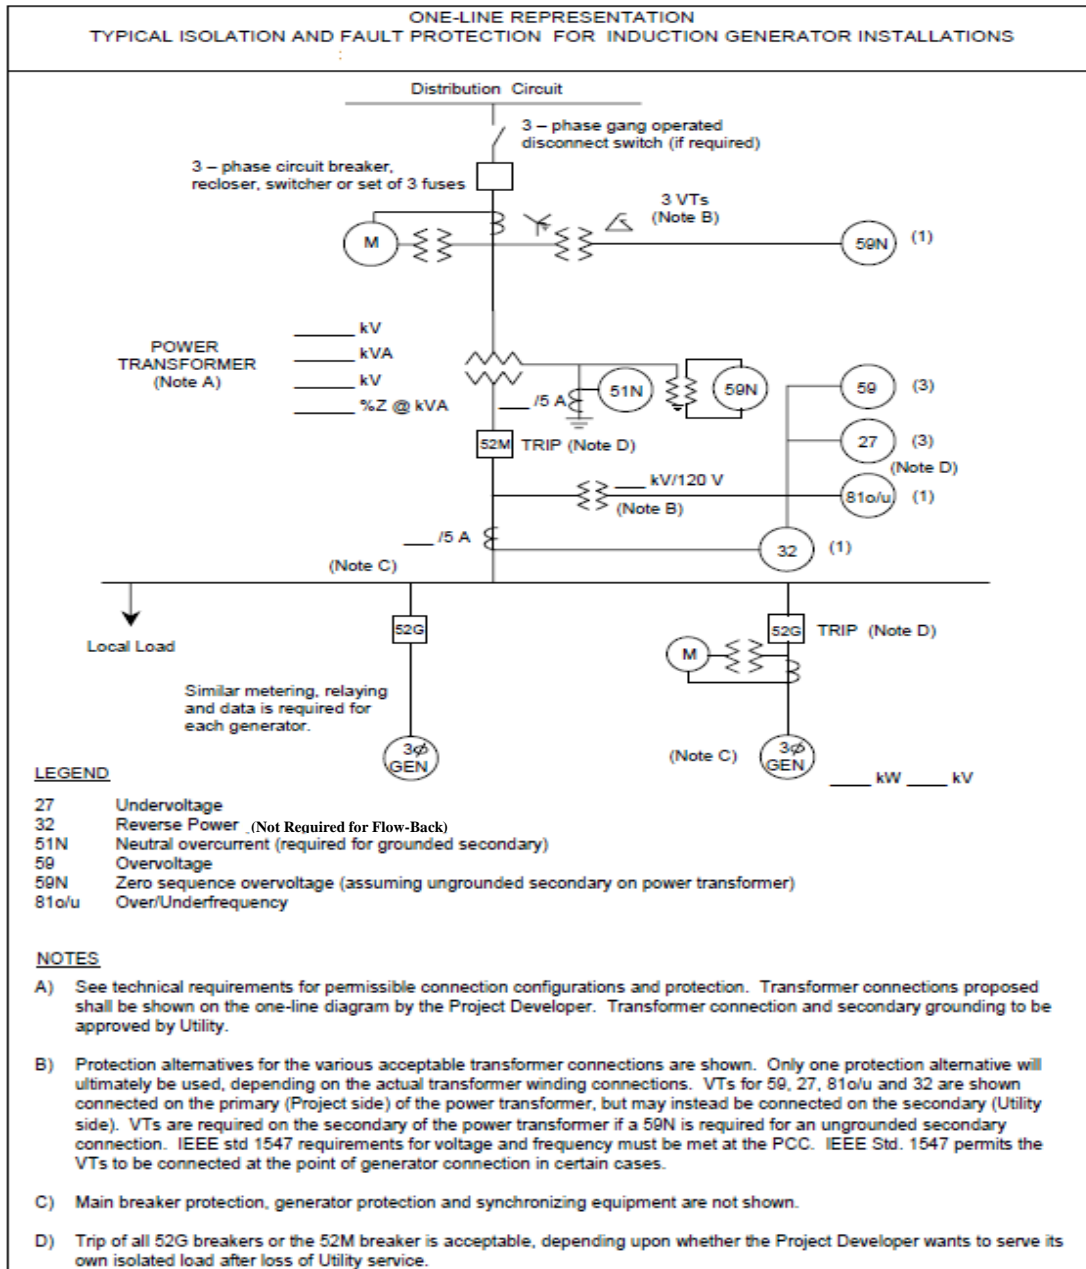 ONE-LINE REPRESENTATION
TYPICAL ISOLATION AND FAULT PROTECTION FOR INDUCTION GENERATOR INSTALLATIONS
:
Distribution Circuit
3 – phase gang operated
disconnect switch (if required)
3 – phase circuit breaker,
recloser, switcher or set of 3 fuses
3 VTs
(Note B)
M
59N
(1)
POWER
TRANSFORMER
(Note A)
____ kV
____ kVA
____ kV
____ %Z @ kVA
___ /5 A
51N
59N
59
(3)
52M
TRIP (Note D)
27
(3)
(Note D)
___ kV/120 V
(Note B)
81o/u
(1)
___ /5 A
32
(1)
(Note C)
Local Load
52G
52G
TRIP (Note D)
M
Similar metering, relaying
and data is required for
each generator.
3ø
GEN
(Note C)
3ø
GEN
____ kW ____ kV
LEGEND
27 Undervoltage
32 Reverse Power (Not Required for Flow-Back)
51N Neutral overcurrent (required for grounded secondary)
59 Overvoltage
59N Zero sequence overvoltage (assuming ungrounded secondary on power transformer)
81o/u Over/Underfrequency
NOTES
A) See technical requirements for permissible connection configurations and protection. Transformer connections proposed
shall be shown on the one-line diagram by the Project Developer. Transformer connection and secondary grounding to be
approved by Utility.
B) Protection alternatives for the various acceptable transformer connections are shown. Only one protection alternative will
ultimately be used, depending on the actual transformer winding connections. VTs for 59, 27, 81o/u and 32 are shown
connected on the primary (Project side) of the power transformer, but may instead be connected on the secondary (Utility
side). VTs are required on the secondary of the power transformer if a 59N is required for an ungrounded secondary
connection. IEEE std 1547 requirements for voltage and frequency must be met at the PCC. IEEE Std. 1547 permits the
VTs to be connected at the point of generator connection in certain cases.
C) Main breaker protection, generator protection and synchronizing equipment are not shown.
D) Trip of all 52G breakers or the 52M breaker is acceptable, depending upon whether the Project Developer wants to serve its
own isolated load after loss of Utility service.